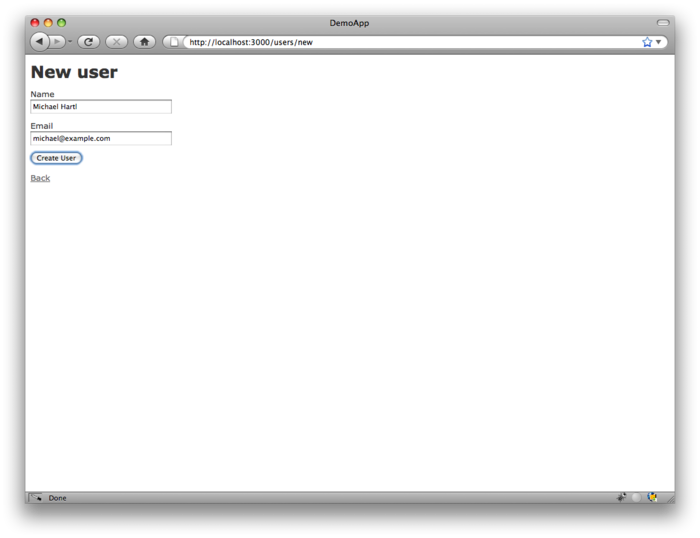 DemoApp
http://localhost:3000/users/new
New user
Name
Michael Hartl
Email
michael@example.com
Create User
Back
Done